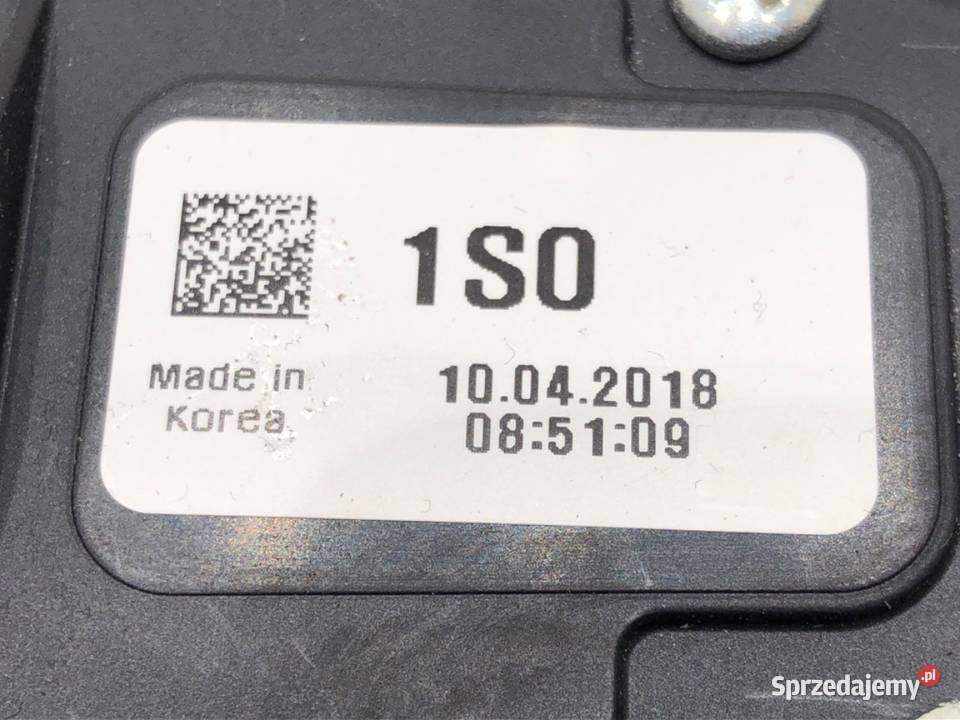 1S0
Made in
Korea
10.04.2018
08:51:09
Sprzedajemy.pl